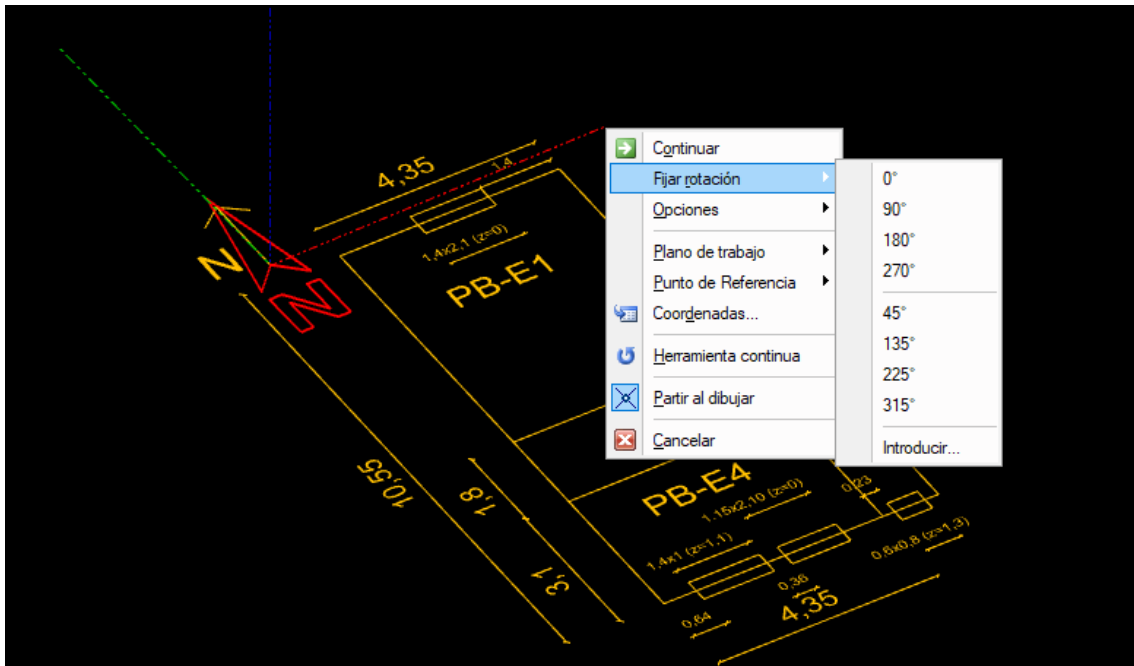 4,35
1.4
1,4x2,1 (z=0)
N
PB-E1
N
Continuar
Fijar rotación
Opciones
Plano de trabajo
Punto de Referencia
Coordenadas...
Herramienta continua
Partir al dibujar
Cancelar
0°
90°
180°
270°
45°
135°
225°
315°
Introducir...
10,55
1,8
3,1
PB-E4
1.15x2,10 (z=0)
0,23
1,4x1 (z=1,1)
0,6x0,8 (z=1,3)
0,36
0,64
4,35